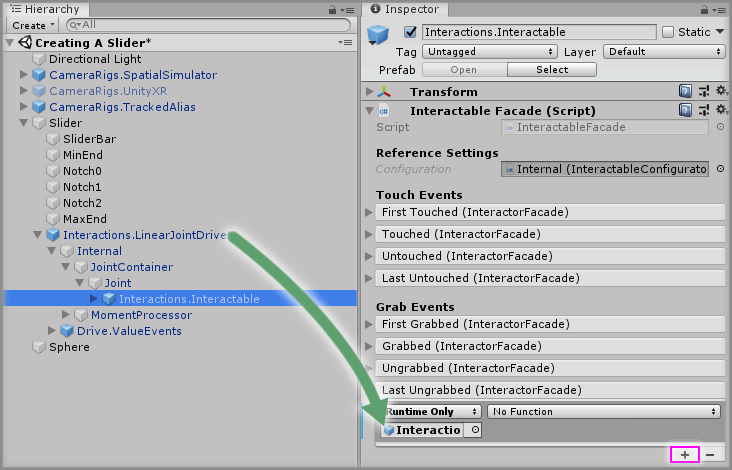 Hierarchy
Create
All
Creating A Slider*
Directional Light
CameraRigs.SpatialSimulator
CameraRigs.UnityXR
CameraRigs.TrackedAlias
Slider
SliderBar
MinEnd
Notch0
Notch1
Notch2
MaxEnd
Interactions.LinearJointDrive
Internal
JointContainer
Joint
Interactions.Interactable
MomentProcessor
Drive.ValueEvents
Sphere
Inspector
Interactions.Interactable Static
Tag Untagged Layer Default
Prefab Open Select
Transform
Interactable Facade (Script)
Script InteractableFacade
Reference Settings
Configuration Internal (InteractableConfigurato
Touch Events
First Touched (InteractorFacade)
Touched (InteractorFacade)
Untouched (InteractorFacade)
Last Untouched (InteractorFacade)
Grab Events
First Grabbed (InteractorFacade)
Grabbed (InteractorFacade)
Ungrabbed (InteractorFacade)
Last Ungrabbed (InteractorFacade)
Runtime Only No Function
Interactio
+ −